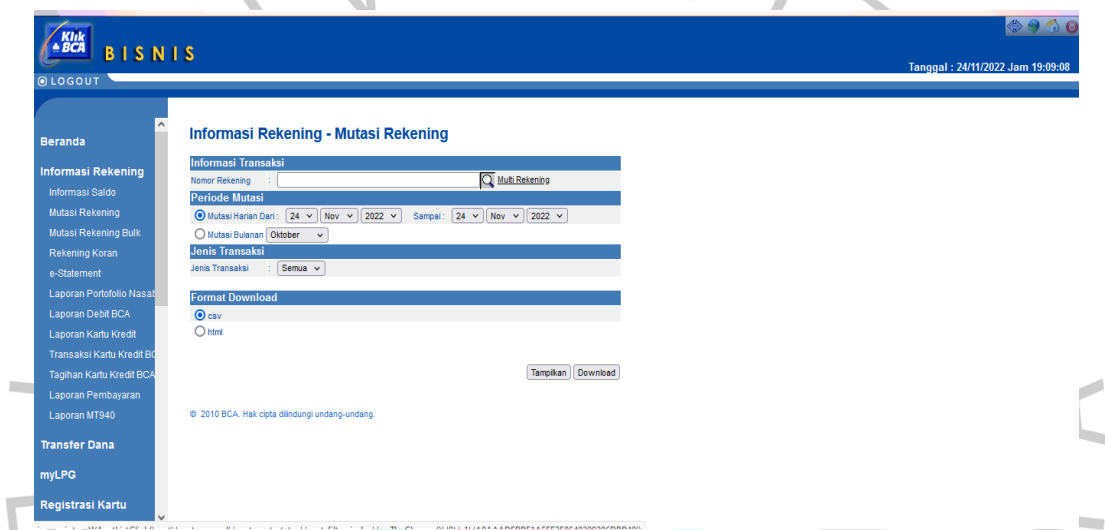 Klik
BCA
BISNIS
Tanggal : 24/11/2022 Jam 19:09:08
LOGOUT
Beranda
Informasi Rekening
Informasi Saldo
Mutasi Rekening
Mutasi Rekening Bulk
Rekening Koran
e-Statement
Laporan Portofolio Nasat
Laporan Debit BCA
Laporan Kartu Kredit
Transaksi Kartu Kredit BC
Tagihan Kartu Kredit BCA
Laporan Pembayaran
Laporan MT940
Transfer Dana
myLPG
Registrasi Kartu
Informasi Rekening - Mutasi Rekening
Informasi Transaksi
Nomor Rekening : Multi Rekening
Periode Mutasi
Mutasi Harian Dari : 24 Nov 2022 Sampai : 24 Nov 2022
Mutasi Bulanan Oktober
Jenis Transaksi
Jenis Transaksi : Semua
Format Download
csv
html
Tampilkan Download
© 2010 BCA. Hak cipta dilindungi undang-undang.